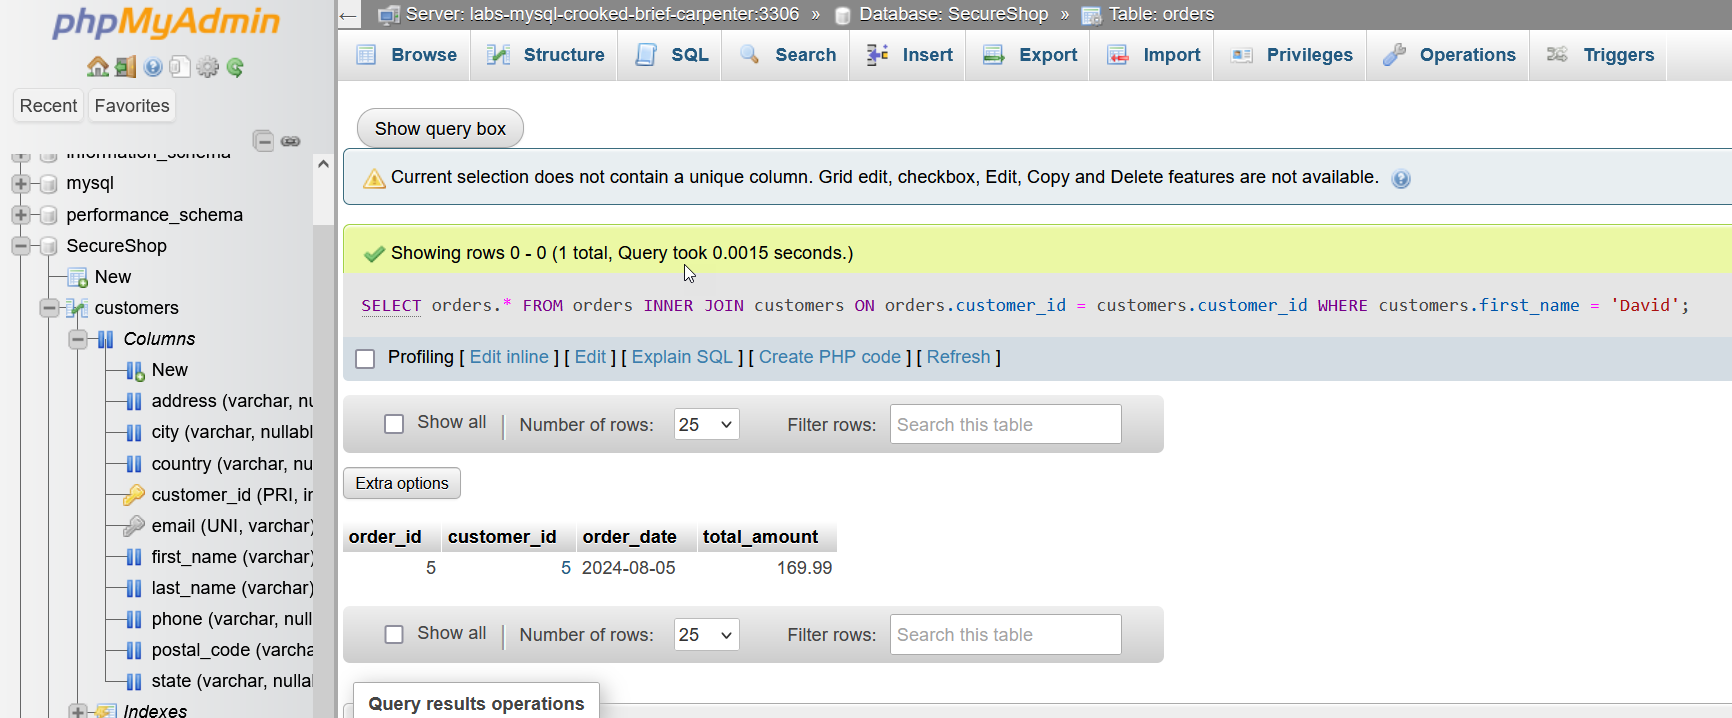 phpMyAdmin
Recent Favorites
information_schema
mysql
performance_schema
SecureShop
New
customers
Columns
New
address (varchar, nu
city (varchar, nullabl
country (varchar, nu
customer_id (PRI, in
email (UNI, varchar)
first_name (varchar)
last_name (varchar)
phone (varchar, null
postal_code (varcha
state (varchar, nulla
Indexes
Server: labs-mysql-crooked-brief-carpenter:3306 » Database: SecureShop » Table: orders
Browse Structure SQL Search Insert Export Import Privileges Operations Triggers
Show query box
Current selection does not contain a unique column. Grid edit, checkbox, Edit, Copy and Delete features are not available.
Showing rows 0 - 0 (1 total, Query took 0.0015 seconds.)
SELECT orders.* FROM orders INNER JOIN customers ON orders.customer_id = customers.customer_id WHERE customers.first_name = 'David';
Profiling [ Edit inline ] [ Edit ] [ Explain SQL ] [ Create PHP code ] [ Refresh ]
Show all Number of rows: 25 Filter rows: Search this table
Extra options
order_id customer_id order_date total_amount
5 5 2024-08-05 169.99
Show all Number of rows: 25 Filter rows: Search this table
Query results operations